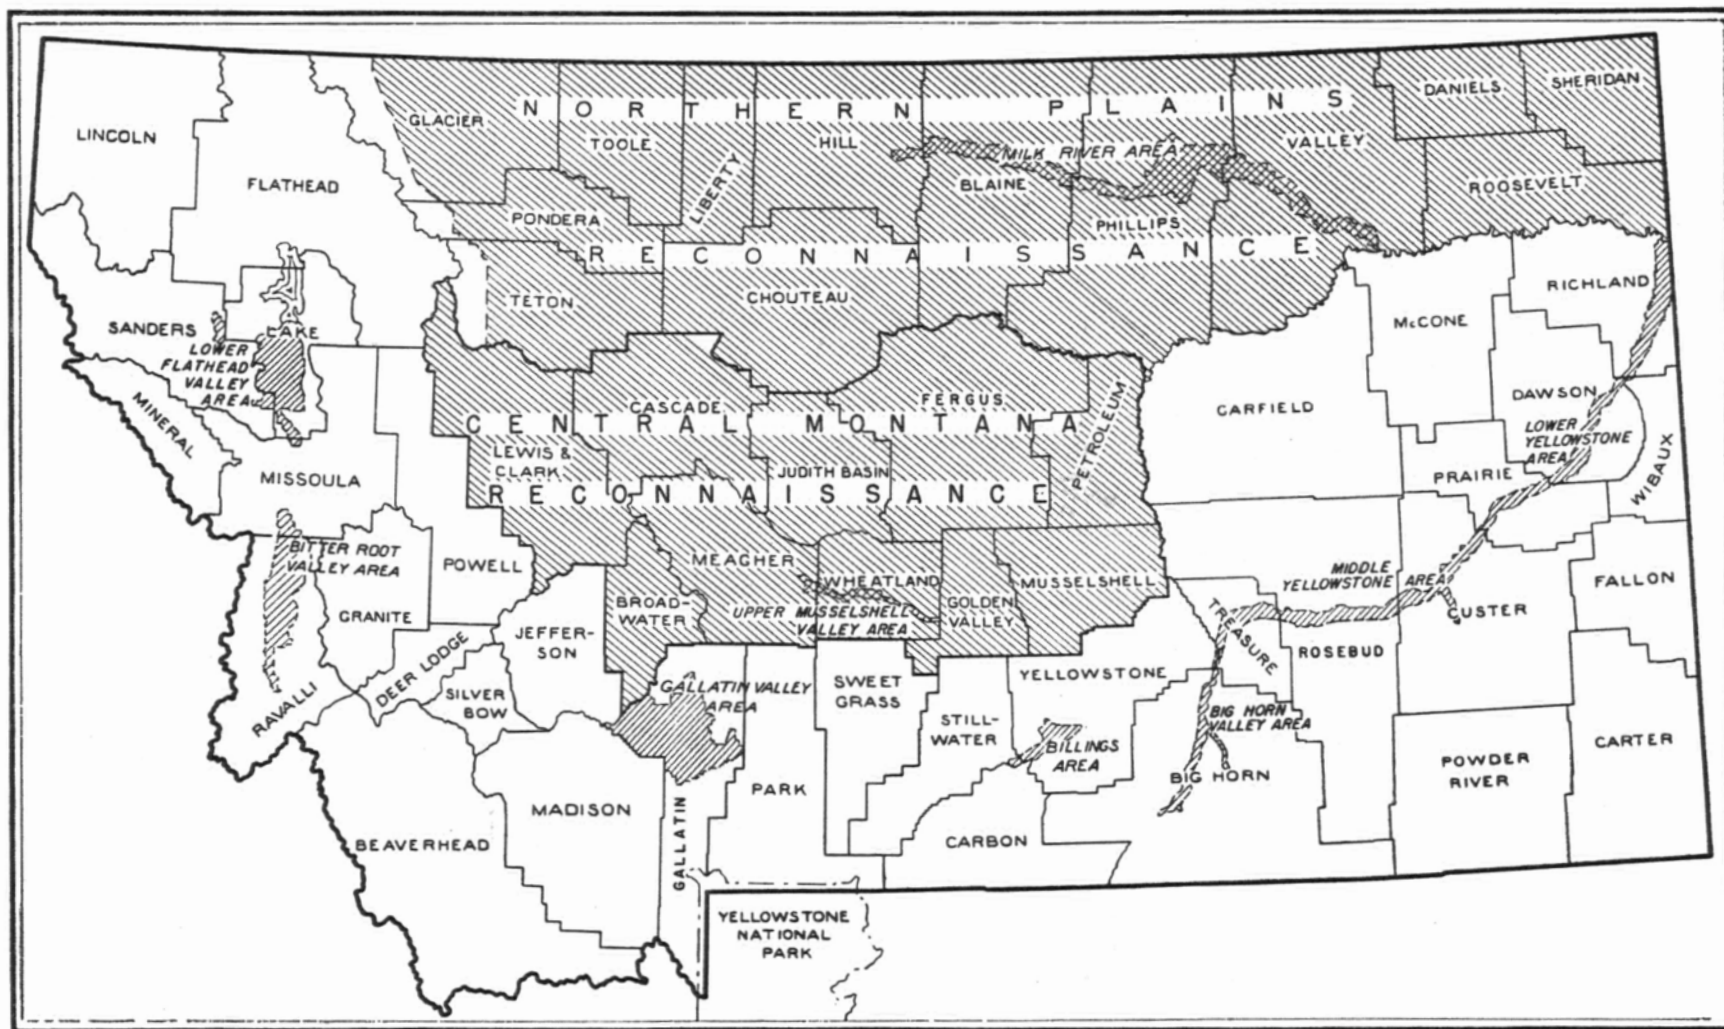 NORTHERN PLAINS
RECONNAISSANCE
GLACIER
TOOLE
LIBERTY
HILL
BLAINE
MILK RIVER AREA
PHILLIPS
VALLEY
DANIELS
SHERIDAN
ROOSEVELT
PONDERA
TETON
CHOUTEAU
LINCOLN
FLATHEAD
SANDERS
LAKE
LOWER
FLATHEAD
VALLEY
AREA
MINERAL
MISSOULA
CENTRAL MONTANA
RECONNAISSANCE
CASCADE
FERGUS
PETROLEUM
LEWIS &
CLARK
JUDITH BASIN
MEAGHER
WHEATLAND
UPPER MUSSELSHELL
VALLEY AREA
GOLDEN
VALLEY
MUSSELSHELL
BROAD-
WATER
GARFIELD
McCONE
RICHLAND
DAWSON
LOWER
YELLOWSTONE
AREA
PRAIRIE
WIBAUX
BITTER ROOT
VALLEY AREA
POWELL
GRANITE
RAVALLI
DEER LODGE
SILVER
BOW
JEFFER-
SON
GALLATIN VALLEY
AREA
SWEET
GRASS
STILL-
WATER
YELLOWSTONE
BILLINGS
AREA
TREASURE
ROSEBUD
MIDDLE
YELLOWSTONE AREA
CUSTER
FALLON
BIG HORN
VALLEY AREA
BIG HORN
POWDER
RIVER
CARTER
BEAVERHEAD
MADISON
GALLATIN
PARK
CARBON
YELLOWSTONE
NATIONAL
PARK